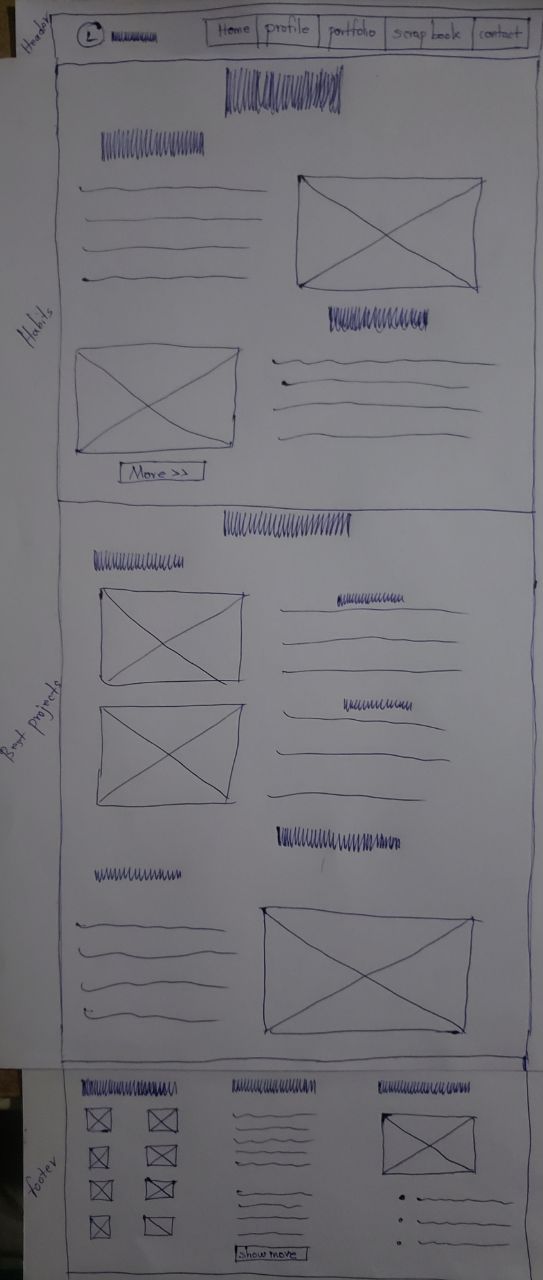 Header
L Home profile portfolio scrap book contact
Habits
More >>
Best projects
footer
show more